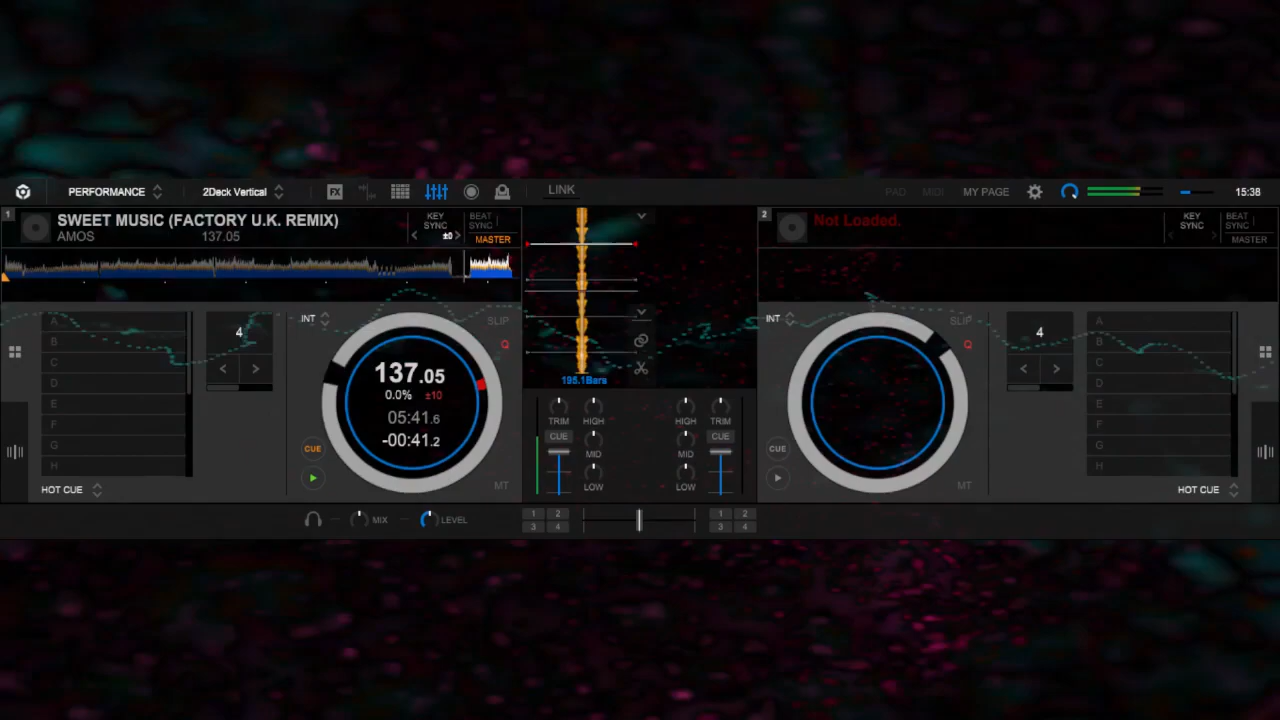 PERFORMANCE 2Deck Vertical FX LINK PAD MIDI MY PAGE 15:38
1 SWEET MUSIC (FACTORY U.K. REMIX) KEY SYNC BEAT SYNC
AMOS 137.05 ±0 MASTER
2 Not Loaded. KEY SYNC BEAT SYNC
MASTER
A
B
C
D
E
F
G
H
HOT CUE
4
INT
SLIP
Q
137.05
0.0% ±10
05:41.6
-00:41.2
CUE
MT
195.1Bars
TRIM HIGH HIGH TRIM
CUE CUE
MID MID
LOW LOW
INT
SLIP
Q
CUE
MT
4
A
B
C
D
E
F
G
H
HOT CUE
MIX LEVEL
1 2 1 2
3 4 3 4